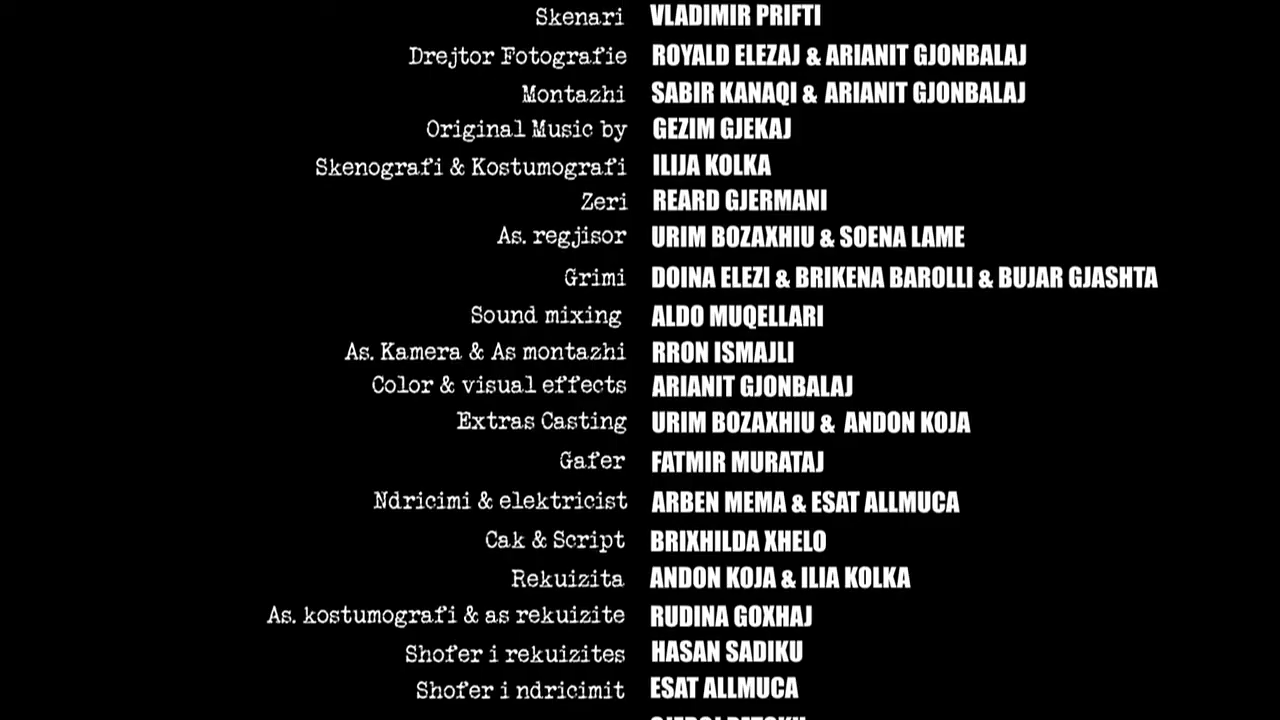 Skenari VLADIMIR PRIFTI
Drejtor Fotografie ROYALD ELEZAJ & ARIANIT GJONBALAJ
Montazhi SABIR KANAQI & ARIANIT GJONBALAJ
Original Music by GEZIM GJEKAJ
Skenografi & Kostumografi ILIJA KOLKA
Zeri REARD GJERMANI
As. regjisor URIM BOZAXHIU & SOENA LAME
Grimi DOINA ELEZI & BRIKENA BAROLLI & BUJAR GJASHTA
Sound mixing ALDO MUQELLARI
As. Kamera & As montazhi RRON ISMAJLI
Color & visual effects ARIANIT GJONBALAJ
Extras Casting URIM BOZAXHIU & ANDON KOJA
Gafer FATMIR MURATAJ
Ndricimi & elektricist ARBEN MEMA & ESAT ALLMUCA
Cak & Script BRIXHILDA XHELO
Rekuizita ANDON KOJA & ILIA KOLKA
As. kostumografi & as rekuizite RUDINA GOXHAJ
Shofer i rekuizites HASAN SADIKU
Shofer i ndricimit ESAT ALLMUCA